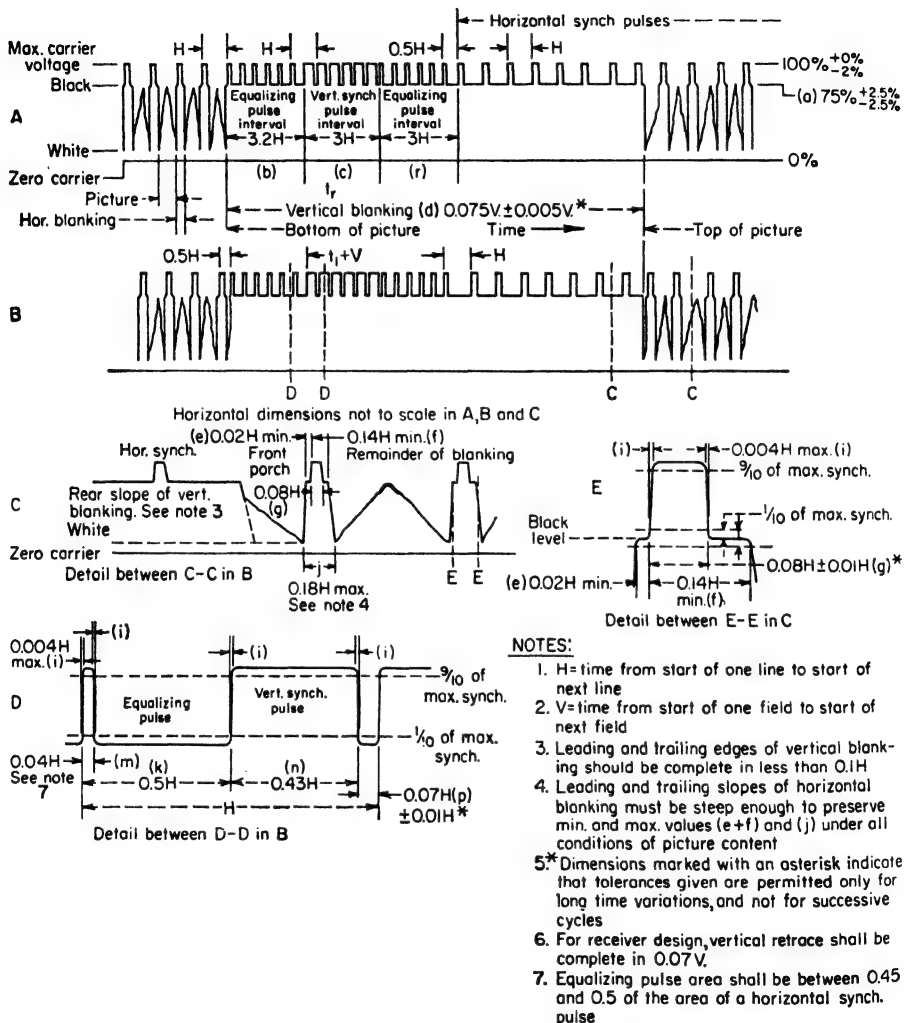 Horizontal synch pulses
Max. carrier voltage
H
H
0.5H
H
100% +0% -2%
Black
(a) 75% +2.5% -2.5%
A
Equalizing pulse interval
Vert. synch pulse interval
Equalizing pulse interval
3.2H
3H
3H
White
0%
Zero carrier
(b)
(c)
(r)
tr
Picture
Vertical blanking (d) 0.075V. ± 0.005V.*
Hor. blanking
Bottom of picture
Time
Top of picture
0.5H
t1+V
H
B
D
D
C
C
Horizontal dimensions not to scale in A,B and C
(e)0.02H min.
0.14H min.(f)
Hor. synch.
Front porch
Remainder of blanking
0.08H (g)
C
Rear slope of vert. blanking. See note 3
White
Zero carrier
Detail between C-C in B
j
0.18H max.
See note 4
E
E
(i)
0.004H max.(i)
9/10 of max. synch.
E
1/10 of max. synch.
Black level
0.08H±0.01H(g)*
(e)0.02H min.
0.14H min.(f)
Detail between E-E in C
(i)
0.004H max.(i)
(i)
(i)
9/10 of max. synch.
D
Equalizing pulse
Vert. synch. pulse
1/10 of max. synch.
0.04H
See note 7
(m)
(k)
0.5H
(n)
0.43H
0.07H(p) ±0.01H*
H
Detail between D-D in B
NOTES:
1. H=time from start of one line to start of
next line
2. V=time from start of one field to start of
next field
3. Leading and trailing edges of vertical blank-
ing should be complete in less than 0.1H
4. Leading and trailing slopes of horizontal
blanking must be steep enough to preserve
min. and max. values (e+f) and (j) under all
conditions of picture content
5.* Dimensions marked with an asterisk indicate
that tolerances given are permitted only for
long time variations, and not for successive
cycles
6. For receiver design, vertical retrace shall be
complete in 0.07V.
7. Equalizing pulse area shall be between 0.45
and 0.5 of the area of a horizontal synch.
pulse